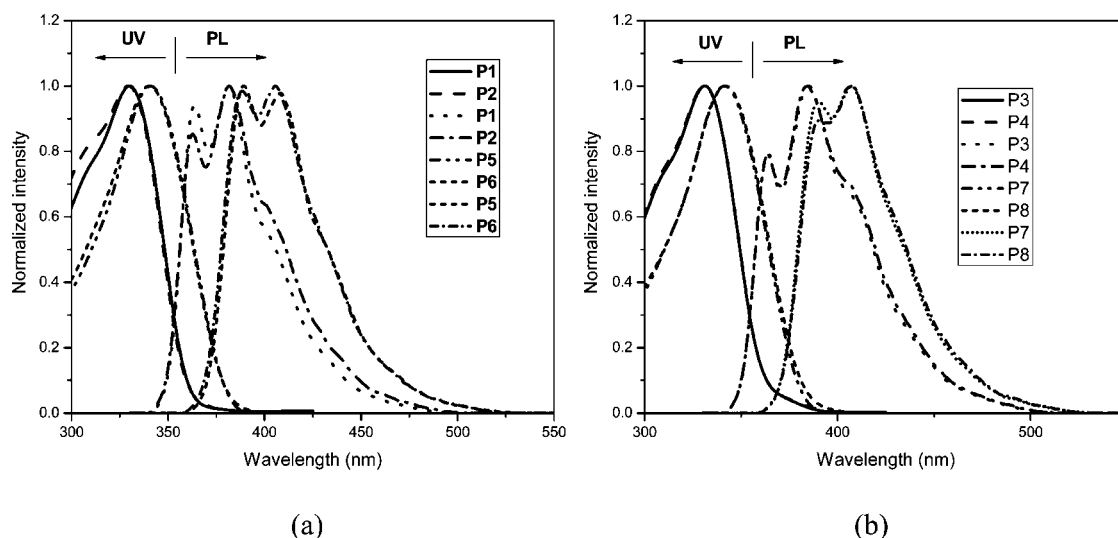 UV PL
P1
P2
P1
P2
P5
P6
P5
P6
Normalized intensity
1.2
1.0
0.8
0.6
0.4
0.2
0.0
300 350 400 450 500 550
Wavelength (nm)
(a)
UV PL
P3
P4
P3
P4
P7
P8
P7
P8
Normalized intensity
1.2
1.0
0.8
0.6
0.4
0.2
0.0
300 400 500
Wavelength (nm)
(b)